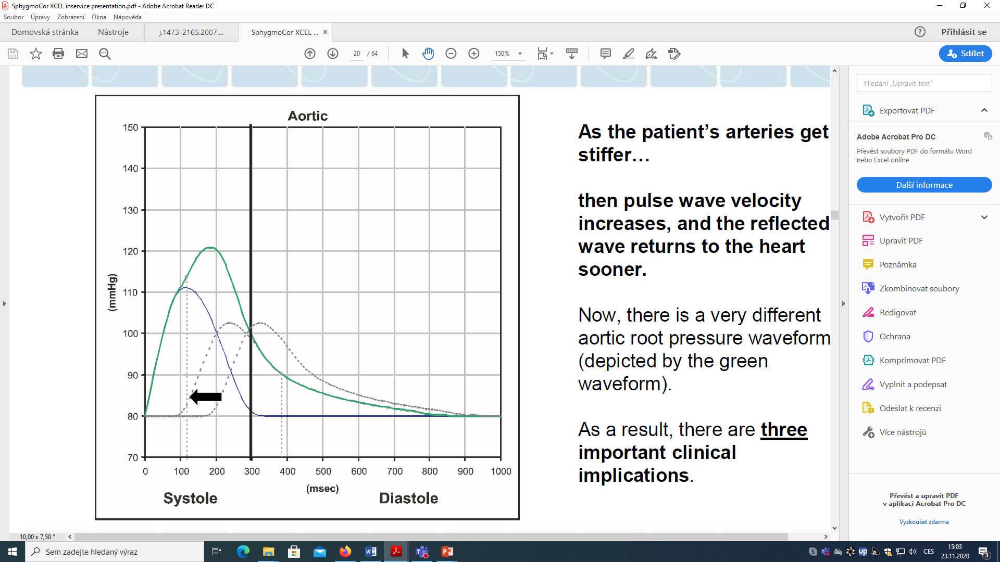 SphygmoCor XCEL inservice presentation.pdf - Adobe Acrobat Reader DC
Soubor Úpravy Zobrazení Okna Nápověda
Domovská stránka Nástroje j.1473-2165.2007.... SphygmoCor XCEL ... Přihlásit se
20 / 64 150% Sdílet
Aortic
150
140
130
120
110
100
90
80
70
(mmHg)
0 100 200 300 400 500 600 700 800 900 1000
(msec)
Systole Diastole
As the patient’s arteries get
stiffer…
then pulse wave velocity
increases, and the reflected
wave returns to the heart
sooner.
Now, there is a very different
aortic root pressure waveform
(depicted by the green
waveform).
As a result, there are three
important clinical
implications.
Hledání „Upravit text"
Exportovat PDF
Adobe Acrobat Pro DC
Převést soubory PDF do formátu Word
nebo Excel online
Další informace
Vytvořit PDF
Upravit PDF
Poznámka
Zkombinovat soubory
Redigovat
Ochrana
Komprimovat PDF
Vyplnit a podepsat
Odeslat k recenzi
Více nástrojů
Převést a upravit PDF
v aplikaci Acrobat Pro DC
Vyzkoušet zdarma
10,00 x 7,50 "
Sem zadejte hledaný výraz
CES
15:03
23.11.2020
3